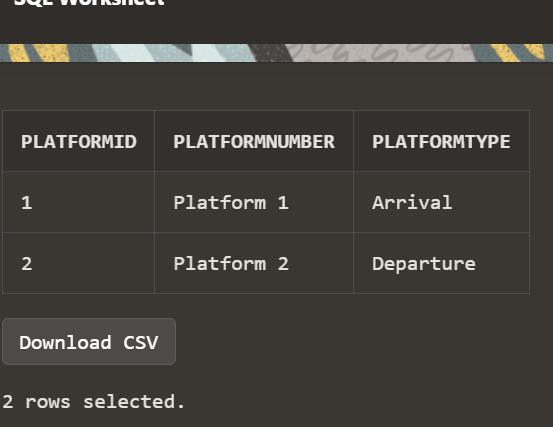 SQL Worksheet
PLATFORMID PLATFORMNUMBER PLATFORMTYPE
1 Platform 1 Arrival
2 Platform 2 Departure
Download CSV
2 rows selected.